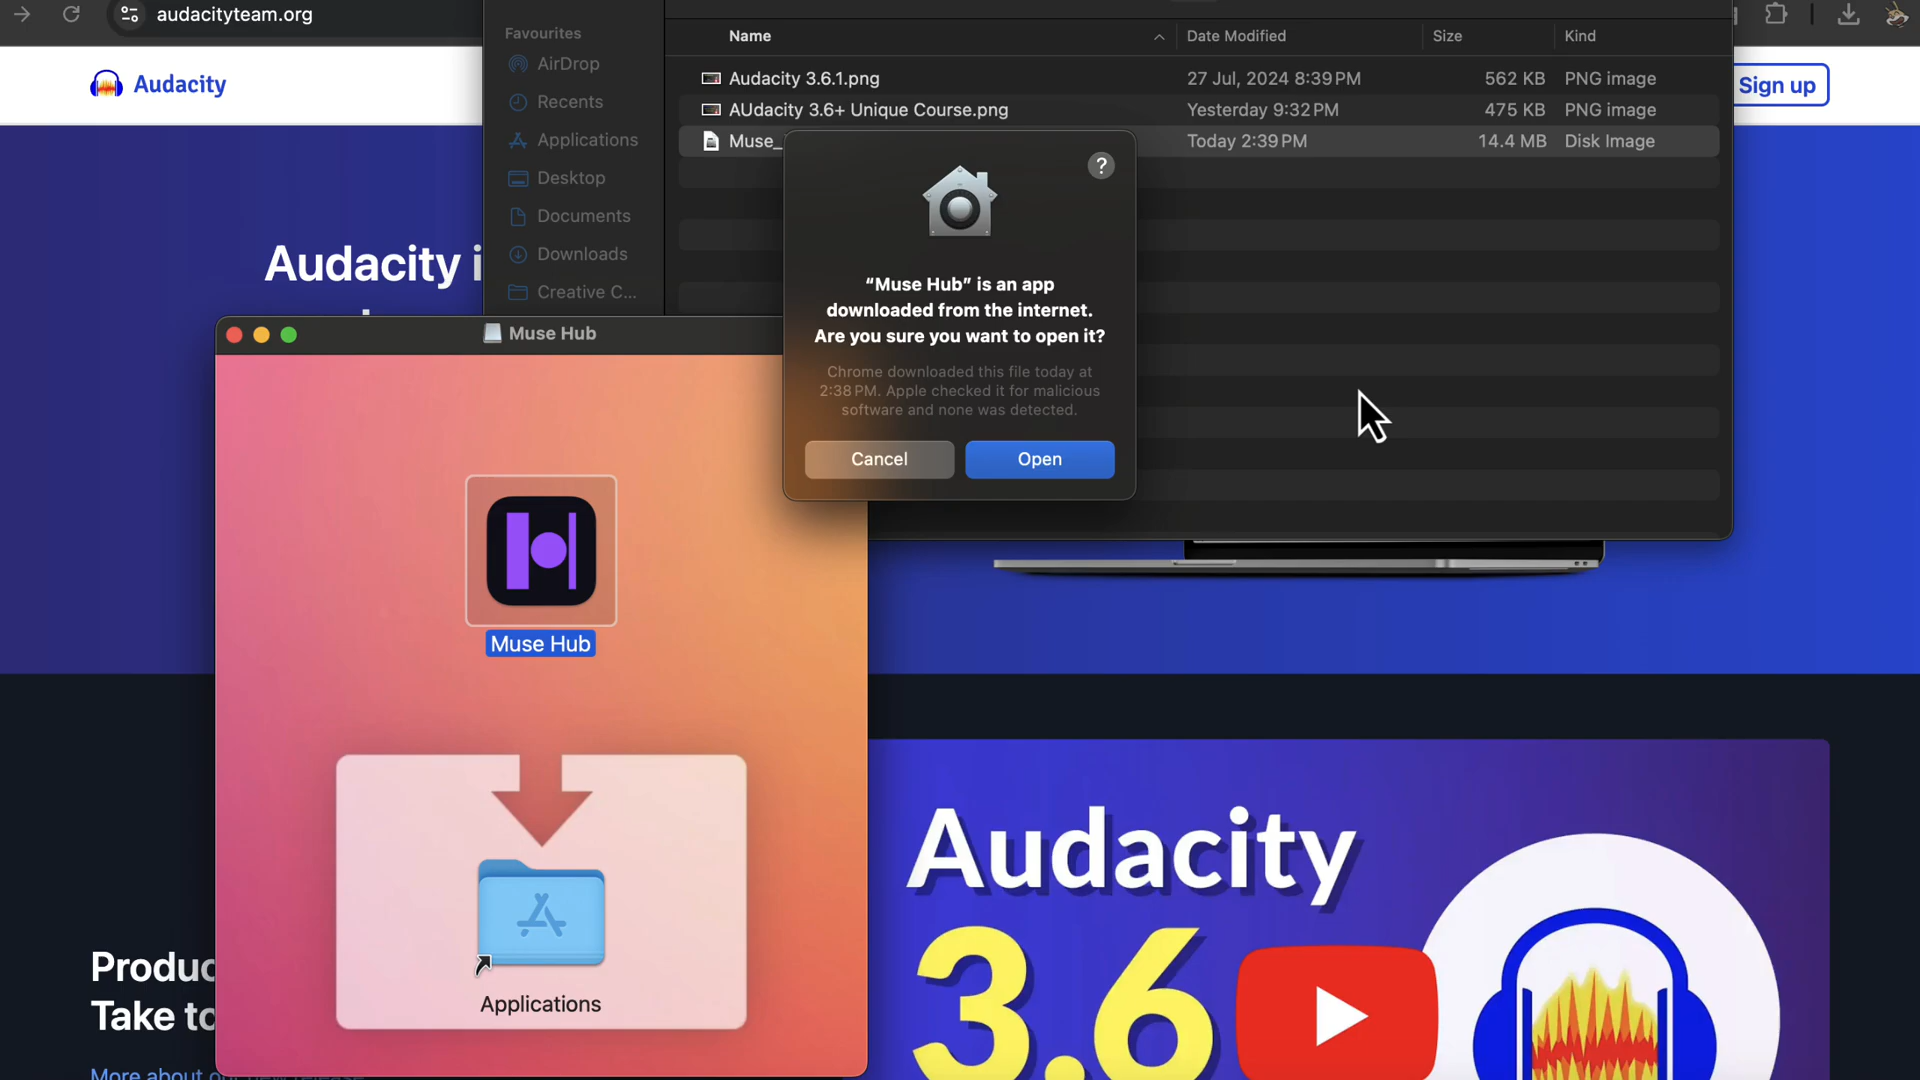 audacityteam.org
Audacity
Sign up
Favourites
AirDrop
Recents
Applications
Desktop
Documents
Downloads
Creative C...
Name
Date Modified
Size
Kind
Audacity 3.6.1.png
27 Jul, 2024 8:39 PM
562 KB
PNG image
AUdacity 3.6+ Unique Course.png
Yesterday 9:32 PM
475 KB
PNG image
Muse_
Today 2:39 PM
14.4 MB
Disk Image
?
“Muse Hub” is an app
downloaded from the internet.
Are you sure you want to open it?
Chrome downloaded this file today at
2:38 PM. Apple checked it for malicious
software and none was detected.
Cancel
Open
Audacity i
Muse Hub
Muse Hub
Applications
Produc
Take to
More about our new release
Audacity
3.6